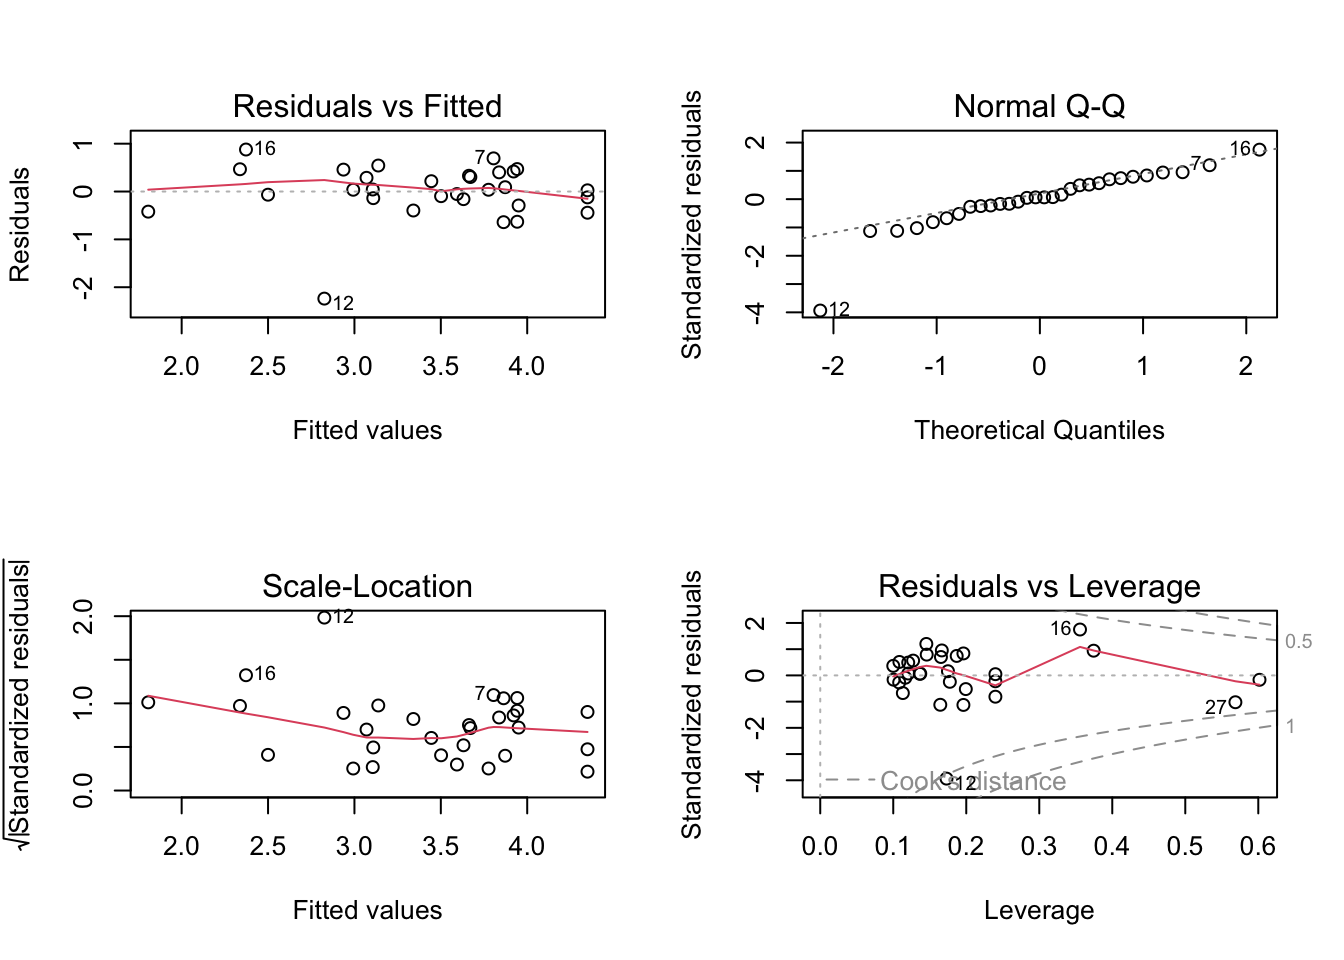 Residuals vs Fitted
Residuals
1
0
-1
-2
16
7
12
2.0 2.5 3.0 3.5 4.0
Fitted values
Normal Q-Q
Standardized residuals
2
0
-2
-4
16
7
12
-2 -1 0 1 2
Theoretical Quantiles
Scale-Location
√|Standardized residuals|
2.0
1.0
0.0
12
16
7
2.0 2.5 3.0 3.5 4.0
Fitted values
Residuals vs Leverage
Standardized residuals
2
0
-2
-4
16
27
12
0.5
1
Cook's distance
0.0 0.1 0.2 0.3 0.4 0.5 0.6
Leverage